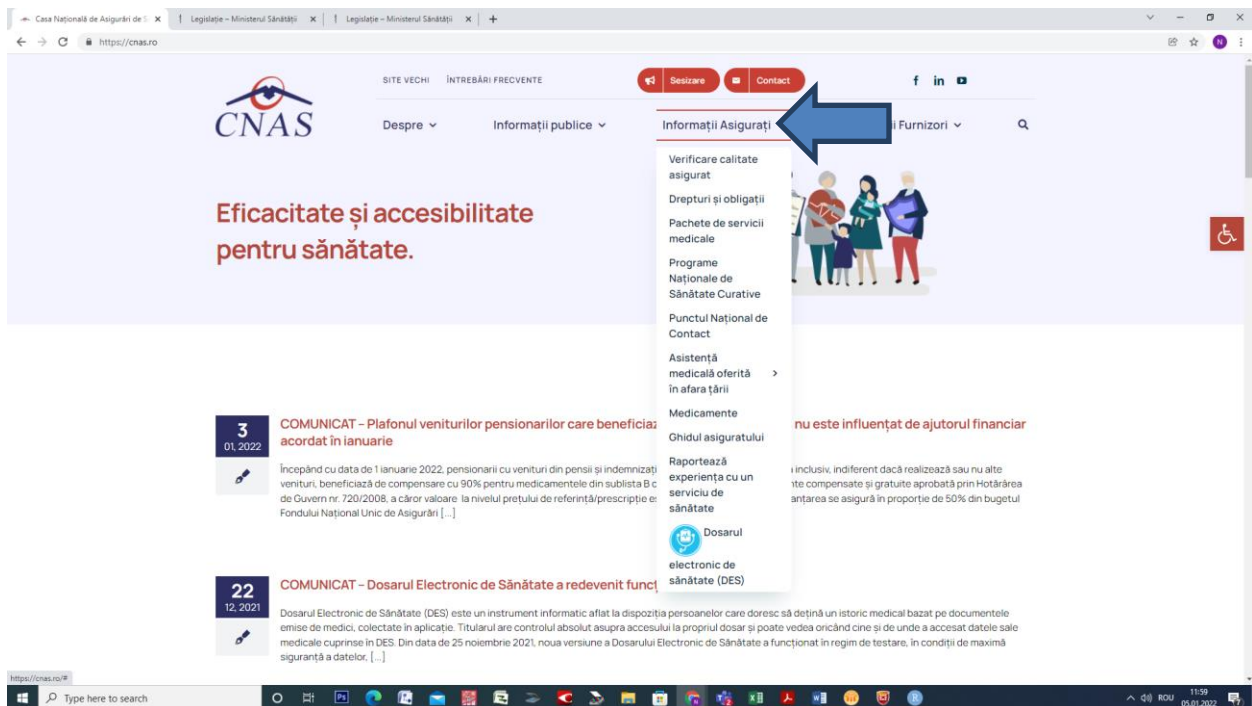 Casa Națională de Asigurări de S
Legislație – Ministerul Sănătății
Legislație – Ministerul Sănătății
https://cnas.ro
N
SITE VECHI ÎNTREBĂRI FRECVENTE Sesizare Contact
CNAS
Despre Informații publice Informații Asigurați ii Furnizori
Verificare calitate
asigurat
Drepturi și obligații
Pachete de servicii
medicale
Programe
Naționale de
Sănătate Curative
Punctul Național de
Contact
Asistență
medicală oferită
în afara țării
Medicamente
Ghidul asiguratului
Raportează
experiența cu un
serviciu de
sănătate
Dosarul
electronic de
sănătate (DES)
Eficacitate și accesibilitate
pentru sănătate.
3
01, 2022
COMUNICAT – Plafonul veniturilor pensionarilor care beneficiaz nu este influențat de ajutorul financiar
acordat în ianuarie
Începând cu data de 1 ianuarie 2022, pensionarii cu venituri din pensii și indemnizaț inclusiv, indiferent dacă realizează sau nu alte
venituri, beneficiază de compensare cu 90% pentru medicamentele din sublista B c nte compensate și gratuite aprobată prin Hotărârea
de Guvern nr. 720/2008, a căror valoare la nivelul prețului de referință/prescripție es anțarea se asigură în proporție de 50% din bugetul
Fondului Național Unic de Asigurări [...]
22
12, 2021
COMUNICAT – Dosarul Electronic de Sănătate a redevenit funcț
Dosarul Electronic de Sănătate (DES) este un instrument informatic aflat la dispoziția persoanelor care doresc să dețină un istoric medical bazat pe documentele
emise de medici, colectate în aplicație. Titularul are controlul absolut asupra accesului la propriul dosar și poate vedea oricând cine și de unde a accesat datele sale
medicale cuprinse în DES. Din data de 25 noiembrie 2021, noua versiune a Dosarului Electronic de Sănătate a funcționat în regim de testare, în condiții de maximă
siguranță a datelor, [...]
https://cnas.ro/#
Type here to search
ROU
11:59
05.01.2022